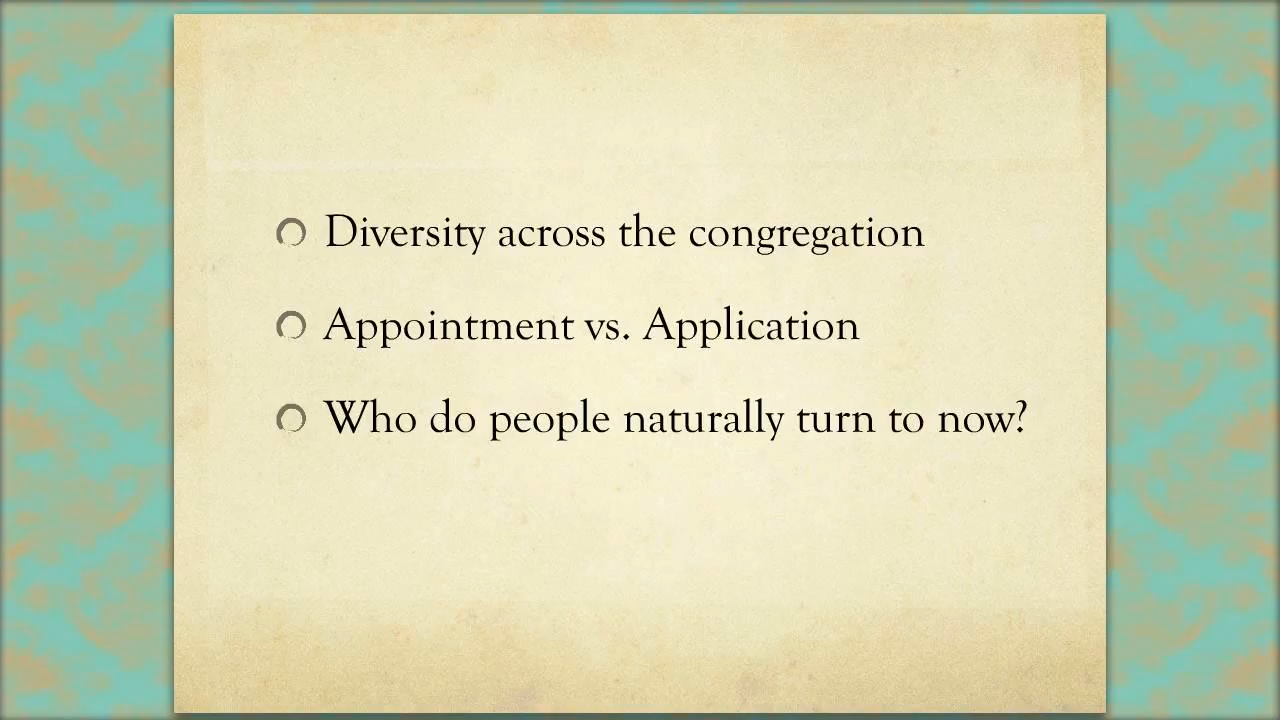 Diversity across the congregation
Appointment vs. Application
Who do people naturally turn to now?